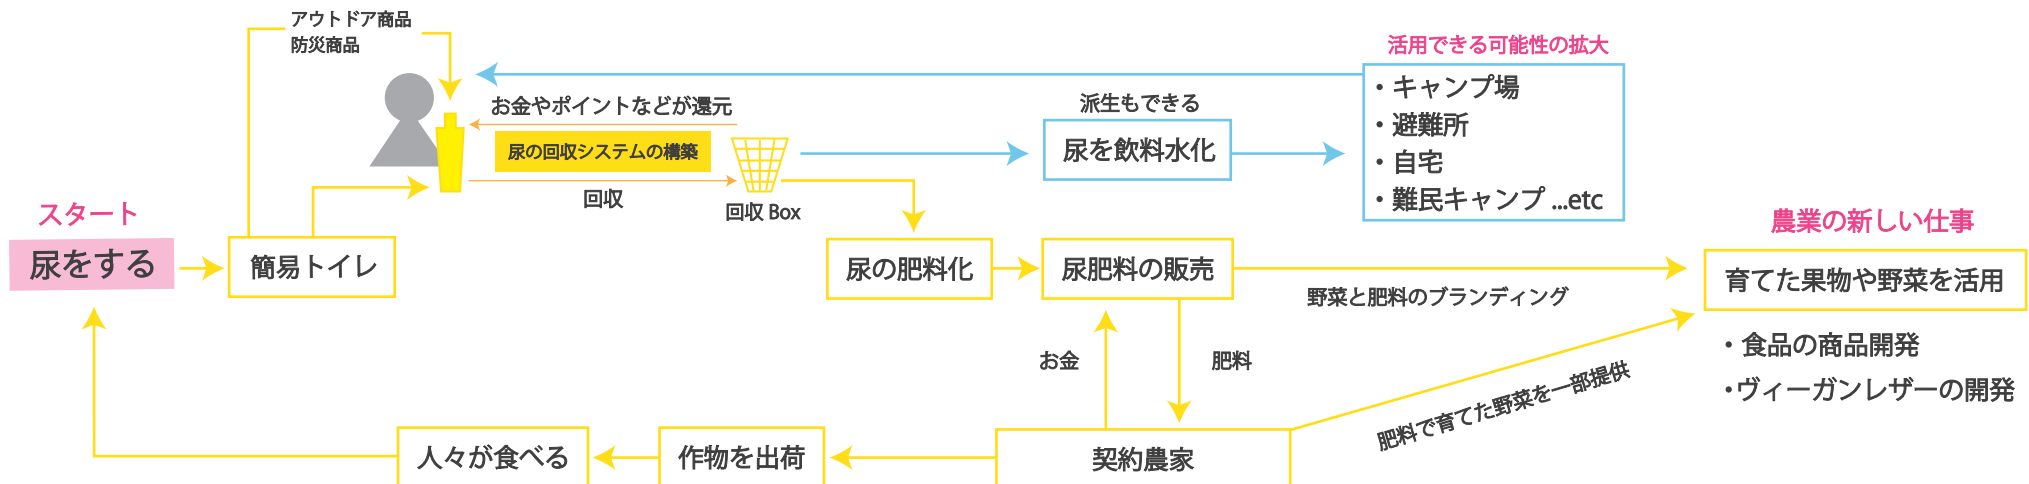 アウトドア商品
防災商品
お金やポイントなどが還元
尿の回収システムの構築
回収
回収 Box
派生もできる
尿を飲料水化
活用できる可能性の拡大
・キャンプ場
・避難所
・自宅
・難民キャンプ ...etc
スタート
尿をする
簡易トイレ
尿の肥料化
尿肥料の販売
野菜と肥料のブランディング
農業の新しい仕事
育てた果物や野菜を活用
・食品の商品開発
・ヴィーガンレザーの開発
お金
肥料
肥料で育てた野菜を一部提供
人々が食べる
作物を出荷
契約農家